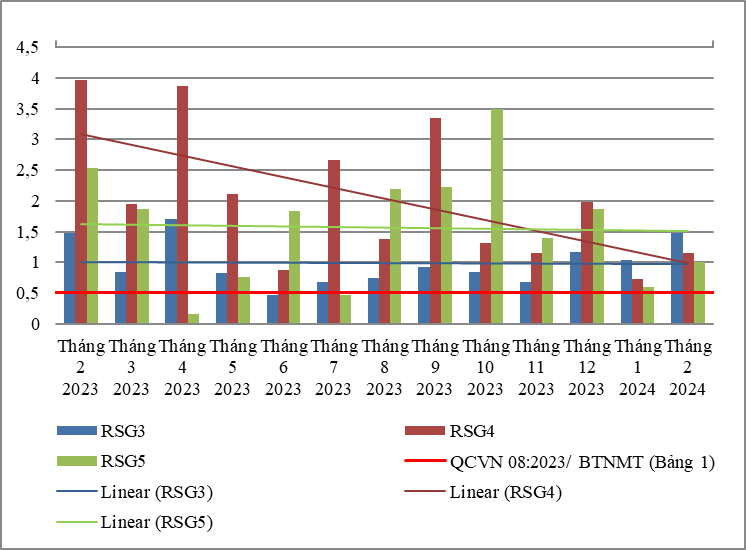 4,5
4
3,5
3
2,5
2
1,5
1
0,5
0
Tháng Tháng Tháng Tháng Tháng Tháng Tháng Tháng Tháng Tháng Tháng Tháng Tháng
2 3 4 5 6 7 8 9 10 11 12 1 2
2023 2023 2023 2023 2023 2023 2023 2023 2023 2023 2023 2024 2024
RSG3 RSG4
RSG5 QCVN 08:2023/ BTNMT (Bảng 1)
Linear (RSG3) Linear (RSG4)
Linear (RSG5)